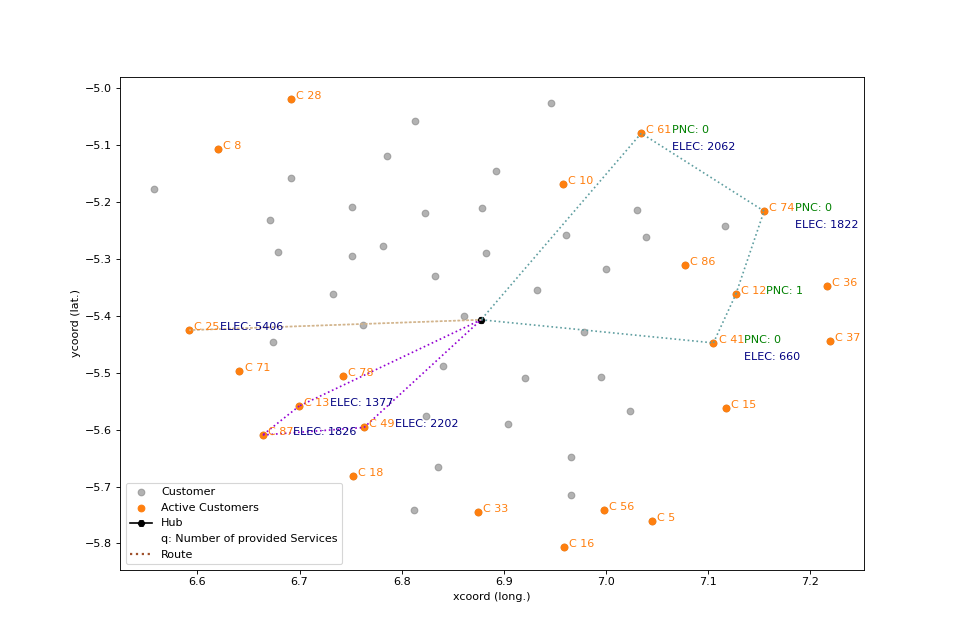 −5.0
−5.1
−5.2
−5.3
−5.4
−5.5
−5.6
−5.7
−5.8
ycoord (lat.)
6.6
6.7
6.8
6.9
7.0
7.1
7.2
xcoord (long.)
C 28
C 8
C 61 PNC: 0
ELEC: 2062
C 10
C 74 PNC: 0
ELEC: 1822
C 86
C 36
C 12 PNC: 1
C 25 ELEC: 5406
C 41 PNC: 0
ELEC: 660
C 37
C 71
C 78
C 13 ELEC: 1377
C 15
C 87 ELEC: 1826
C 49 ELEC: 2202
C 18
C 33
C 56
C 5
C 16
Customer
Active Customers
Hub
q: Number of provided Services
Route